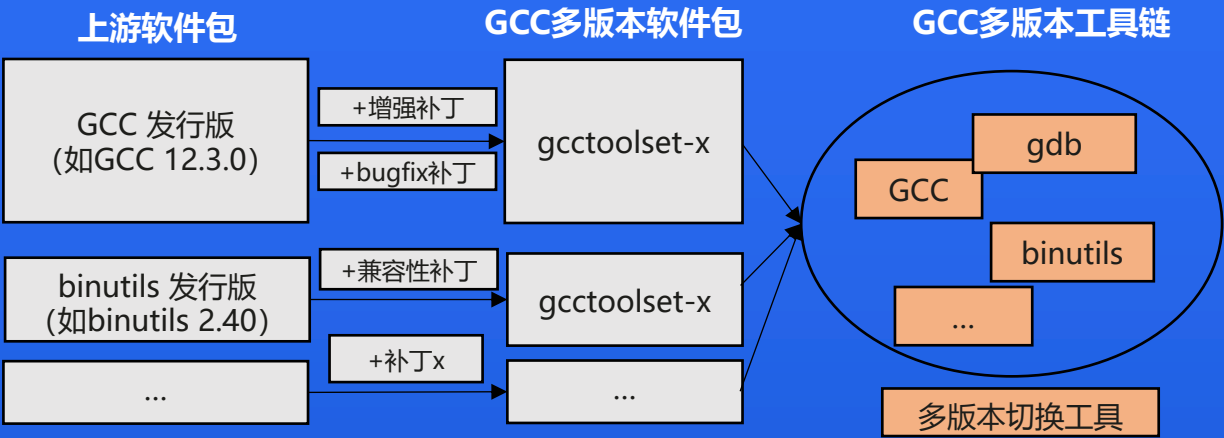 上游软件包
GCC多版本软件包
GCC多版本工具链
GCC 发行版
(如GCC 12.3.0)
+增强补丁
+bugfix补丁
gcctoolset-x
binutils 发行版
(如binutils 2.40)
+兼容性补丁
gcctoolset-x
...
+补丁x
...
gdb
GCC
binutils
...
多版本切换工具